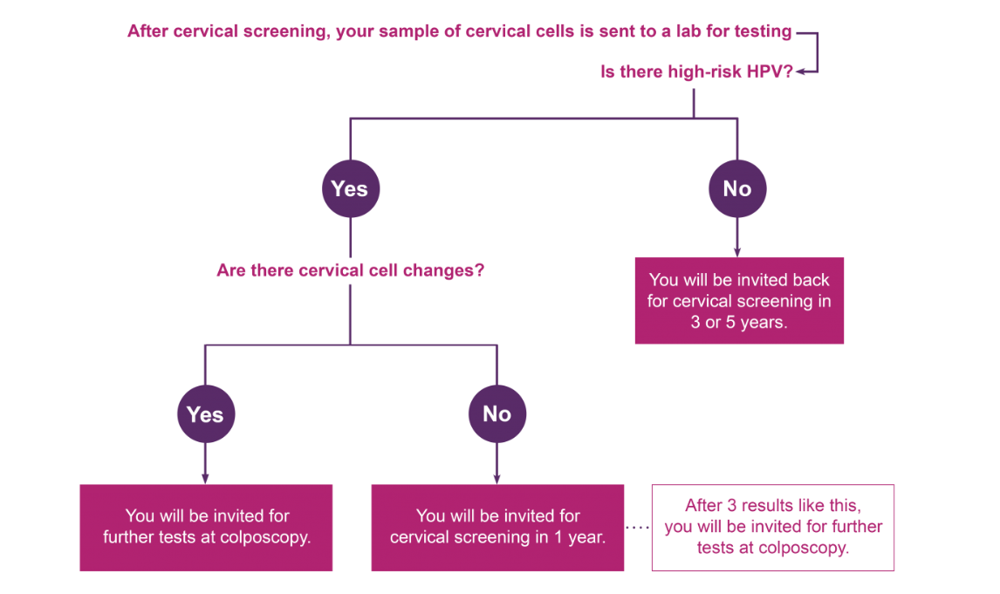 After cervical screening, your sample of cervical cells is sent to a lab for testing
Is there high-risk HPV?
Yes
No
Are there cervical cell changes?
You will be invited back
for cervical screening in
3 or 5 years.
Yes
No
You will be invited for
further tests at colposcopy.
You will be invited for
cervical screening in 1 year.
After 3 results like this,
you will be invited for further
tests at colposcopy.